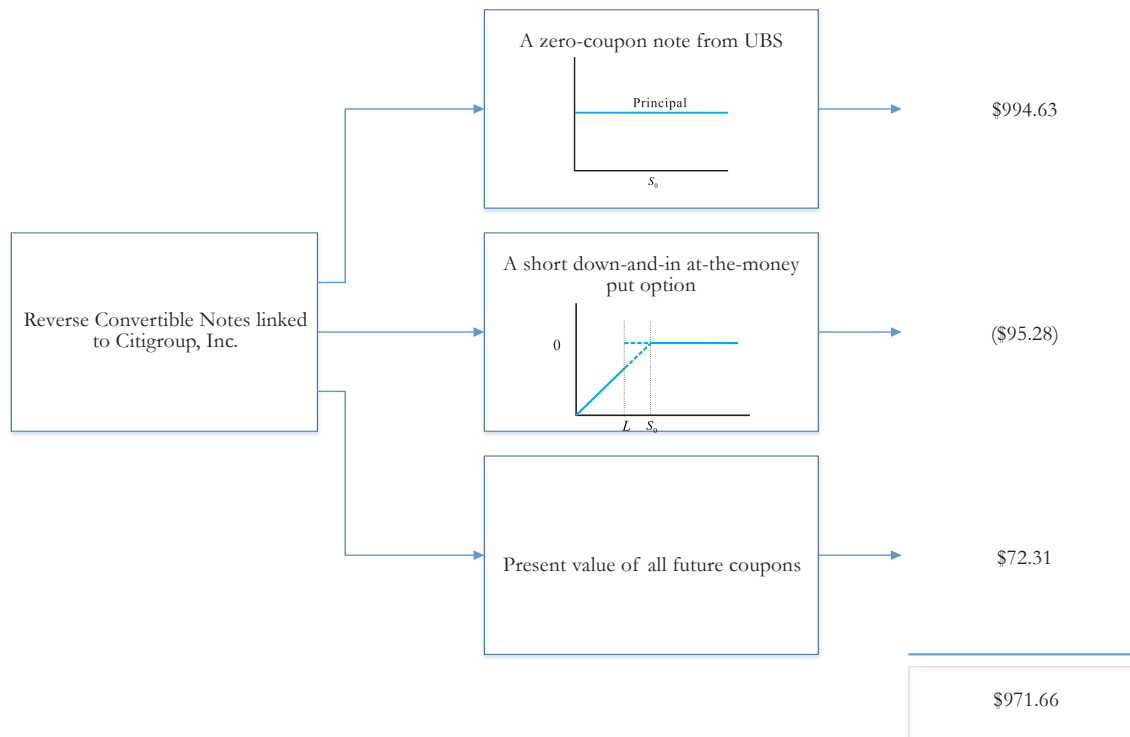 A zero-coupon note from UBS
Principal
S₀
$994.63
Reverse Convertible Notes linked
to Citigroup, Inc.
A short down-and-in at-the-money
put option
0
L S₀
($95.28)
Present value of all future coupons
$72.31
$971.66